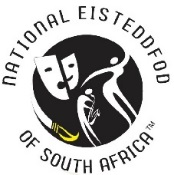 NATIONAL EISTEDDFOD
OF SOUTH AFRICA™